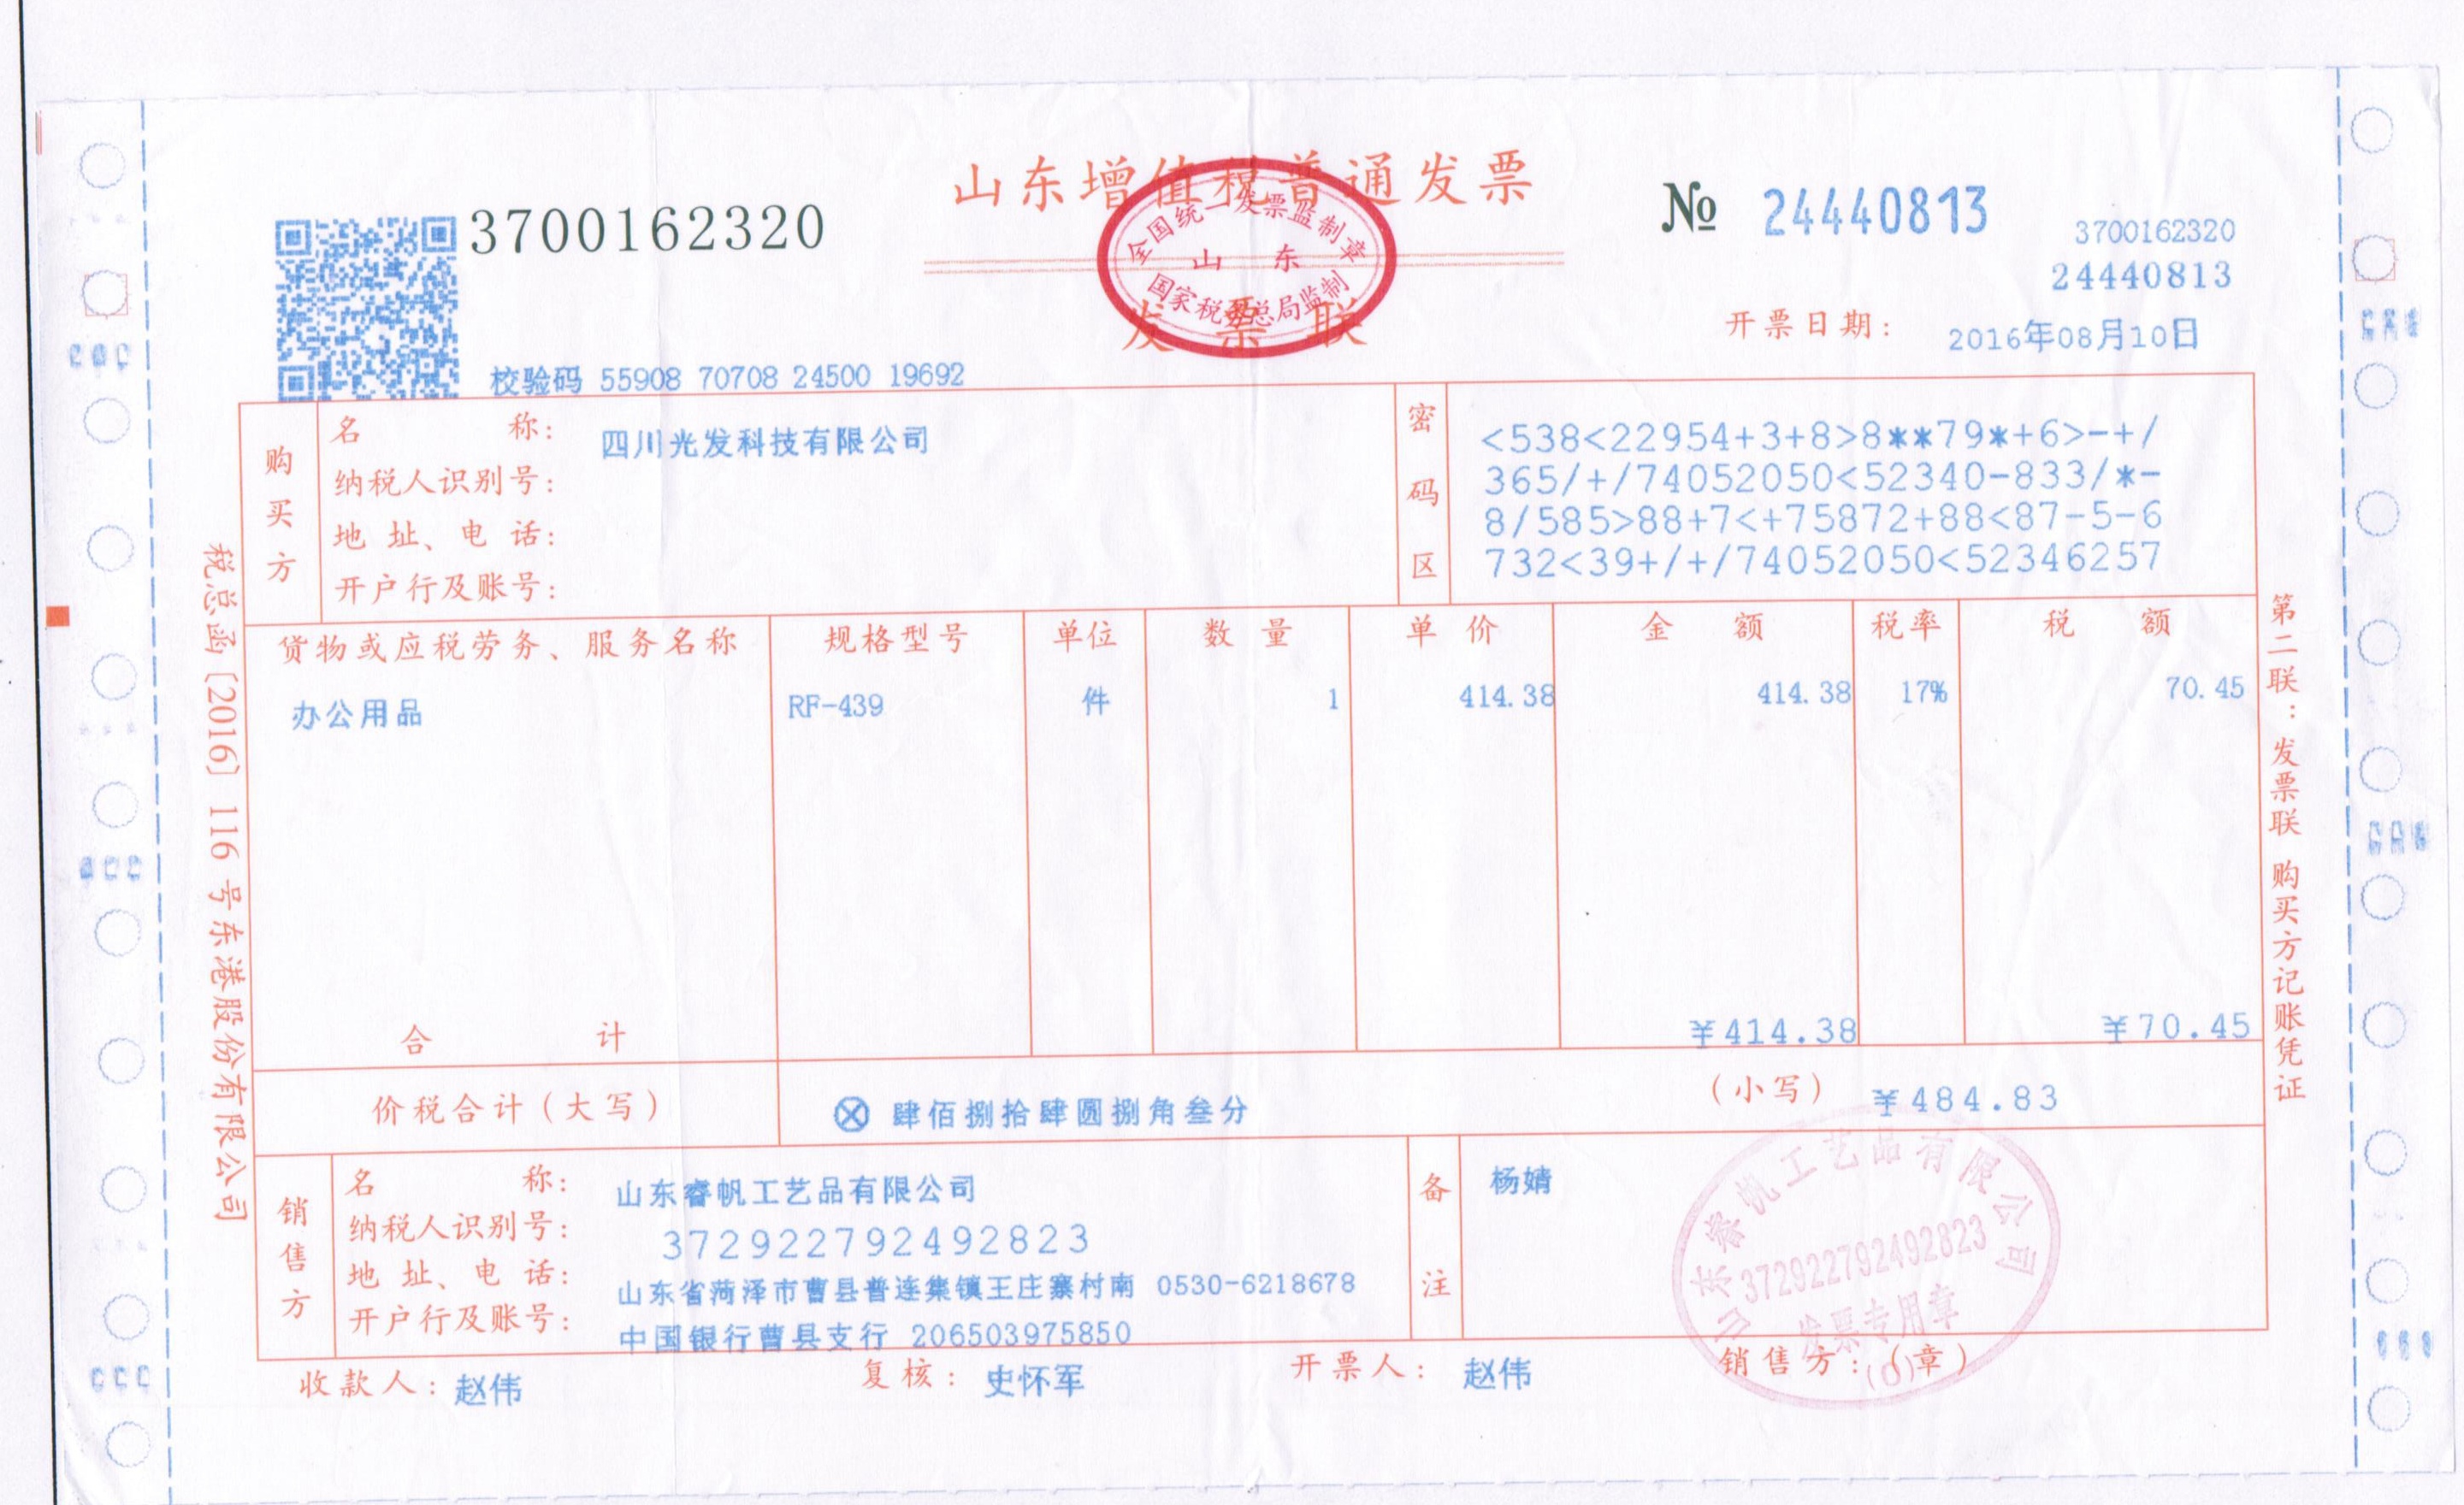 山东增值税普通发票
3700162320
№ 24440813
3700162320
24440813
全国统一发票监制章
山 东
国家税务总局监制
发票联
开票日期: 2016年08月10日
校验码 55908 70708 24500 19692
购买方
名 称: 四川光发科技有限公司
纳税人识别号:
地 址、电 话:
开户行及账号:
密码区
<538<22954+3+8>8**79*+6>-+/
365/+/74052050<52340-833/*-
8/585>88+7<+75872+88<87-5-6
732<39+/+/74052050<52346257
货物或应税劳务、服务名称 规格型号 单位 数 量 单 价 金 额 税率 税 额
办公用品 RF-439 件 1 414.38 414.38 17% 70.45
合 计 ¥414.38 ¥70.45
价税合计(大写) ⊗ 肆佰捌拾肆圆捌角叁分 (小写) ¥484.83
销售方
名 称: 山东睿帆工艺品有限公司
纳税人识别号: 372922792492823
地 址、电 话: 山东省菏泽市曹县普连集镇王庄寨村南 0530-6218678
开户行及账号: 中国银行曹县支行 206503975850
备注
杨婧
山东睿帆工艺品有限公司
372922792492823
发票专用章
收款人: 赵伟 复核: 史怀军 开票人: 赵伟 销售方:(章)
税总函[2016] 116 号东港股份有限公司
第二联:发票联 购买方记账凭证